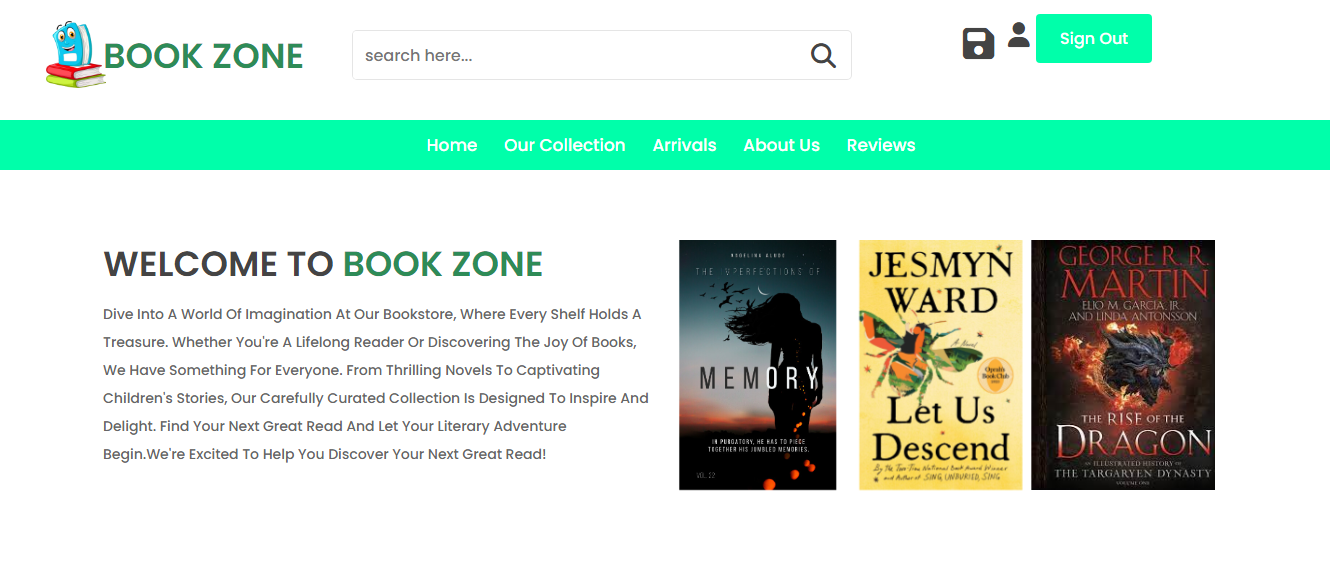 BOOK ZONE
search here...
Sign Out
Home Our Collection Arrivals About Us Reviews
WELCOME TO BOOK ZONE
Dive Into A World Of Imagination At Our Bookstore, Where Every Shelf Holds A
Treasure. Whether You're A Lifelong Reader Or Discovering The Joy Of Books,
We Have Something For Everyone. From Thrilling Novels To Captivating
Children's Stories, Our Carefully Curated Collection Is Designed To Inspire And
Delight. Find Your Next Great Read And Let Your Literary Adventure
Begin.We're Excited To Help You Discover Your Next Great Read!
THE OF
MEMORY
IN PURGATORY, HE HAS TO PIECE
TOGETHER HIS JUMBLED MEMORIES.
JESMYN
WARD
A Novel
Oprah's
Book Club
Let Us
Descend
By the Two-Time National Book Award Winner
and Author of SING, UNBURIED, SING
GEORGE R. R.
MARTIN
ELIO M. GARCÍA, JR.
AND LINDA ANTONSSON
THE RISE OF THE
DRAGON
AN ILLUSTRATED HISTORY OF
THE TARGARYEN DYNASTY
VOLUME ONE